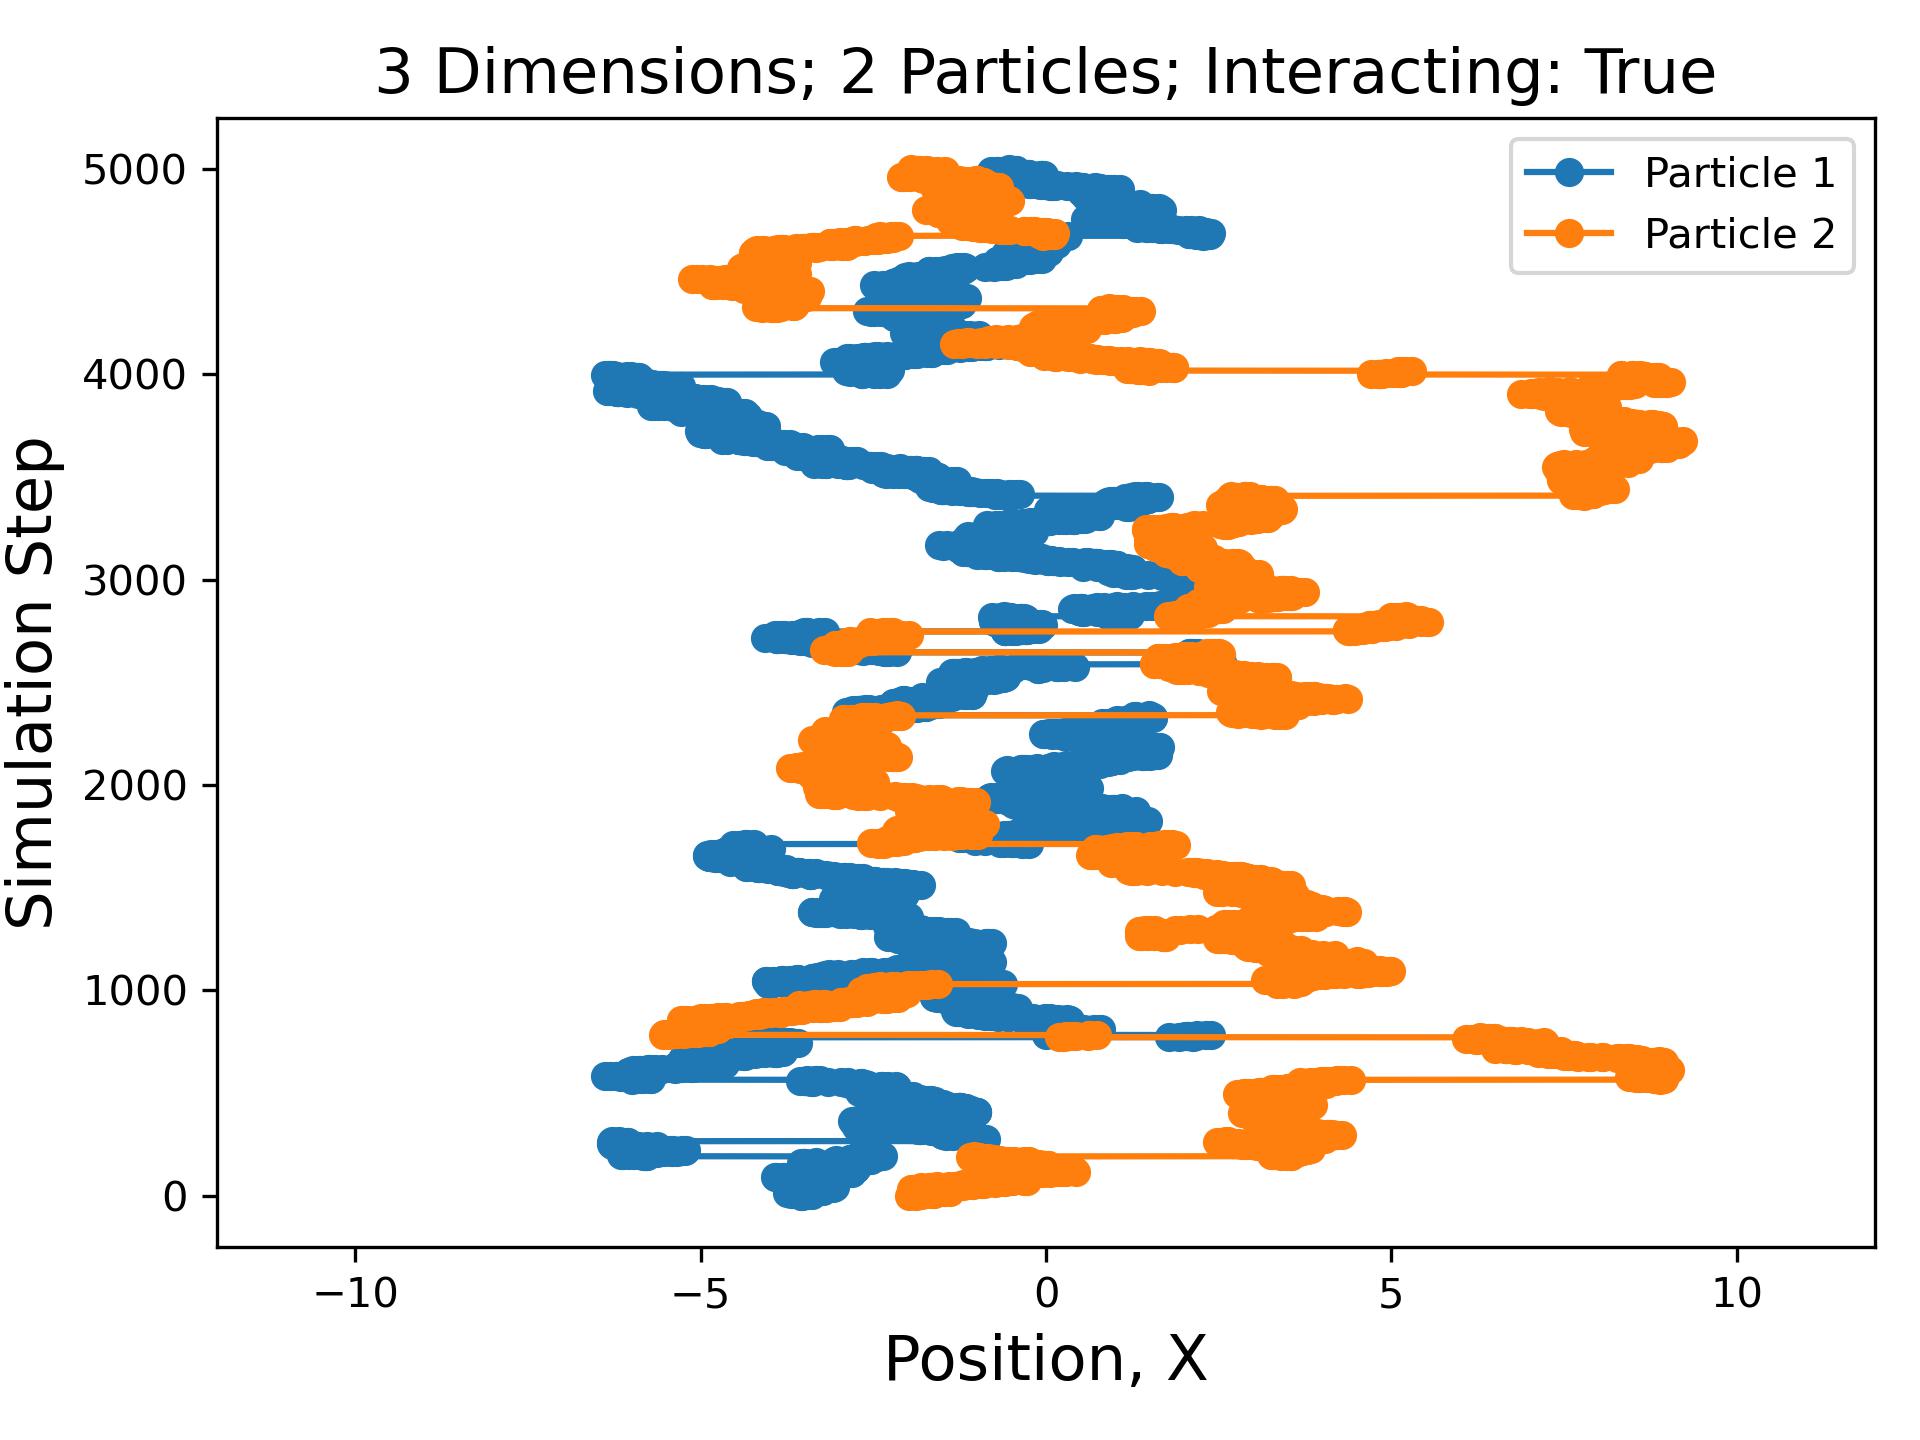 3 Dimensions; 2 Particles; Interacting: True
Particle 1
Particle 2
Simulation Step
5000
4000
3000
2000
1000
0
−10
−5
0
5
10
Position, X